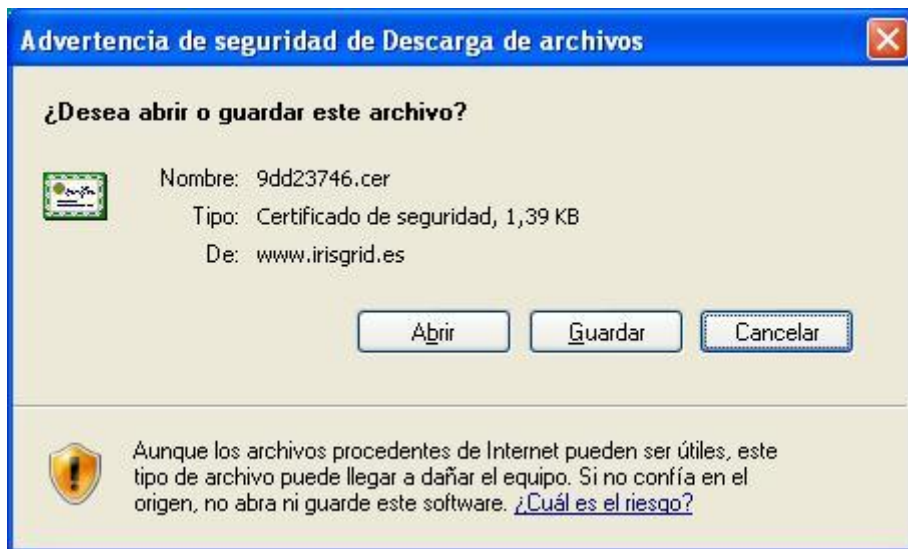 Advertencia de seguridad de Descarga de archivos
¿Desea abrir o guardar este archivo?
Nombre: 9dd23746.cer
Tipo: Certificado de seguridad, 1,39 KB
De: www.irisgrid.es
Abrir Guardar Cancelar
Aunque los archivos procedentes de Internet pueden ser útiles, este
tipo de archivo puede llegar a dañar el equipo. Si no confía en el
origen, no abra ni guarde este software. ¿Cuál es el riesgo?